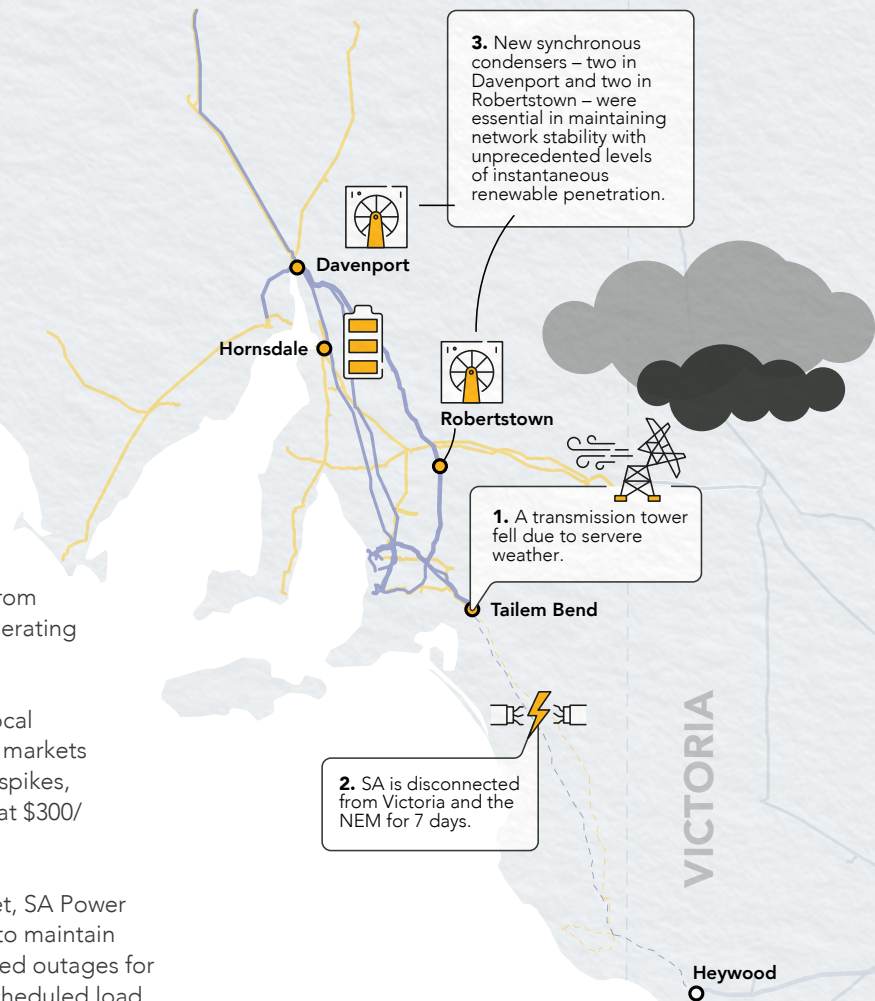 3. New synchronous
condensers – two in
Davenport and two in
Robertstown – were
essential in maintaining
network stability with
unprecedented levels
of instantaneous
renewable penetration.
Davenport
Hornsdale
Robertstown
1. A transmission tower
fell due to servere
weather.
Tailem Bend
2. SA is disconnected
from Victoria and the
NEM for 7 days.
VICTORIA
Heywood
rom
erating
ocal
markets
spikes,
at $300/
et, SA Power
to maintain
ed outages for
heduled load